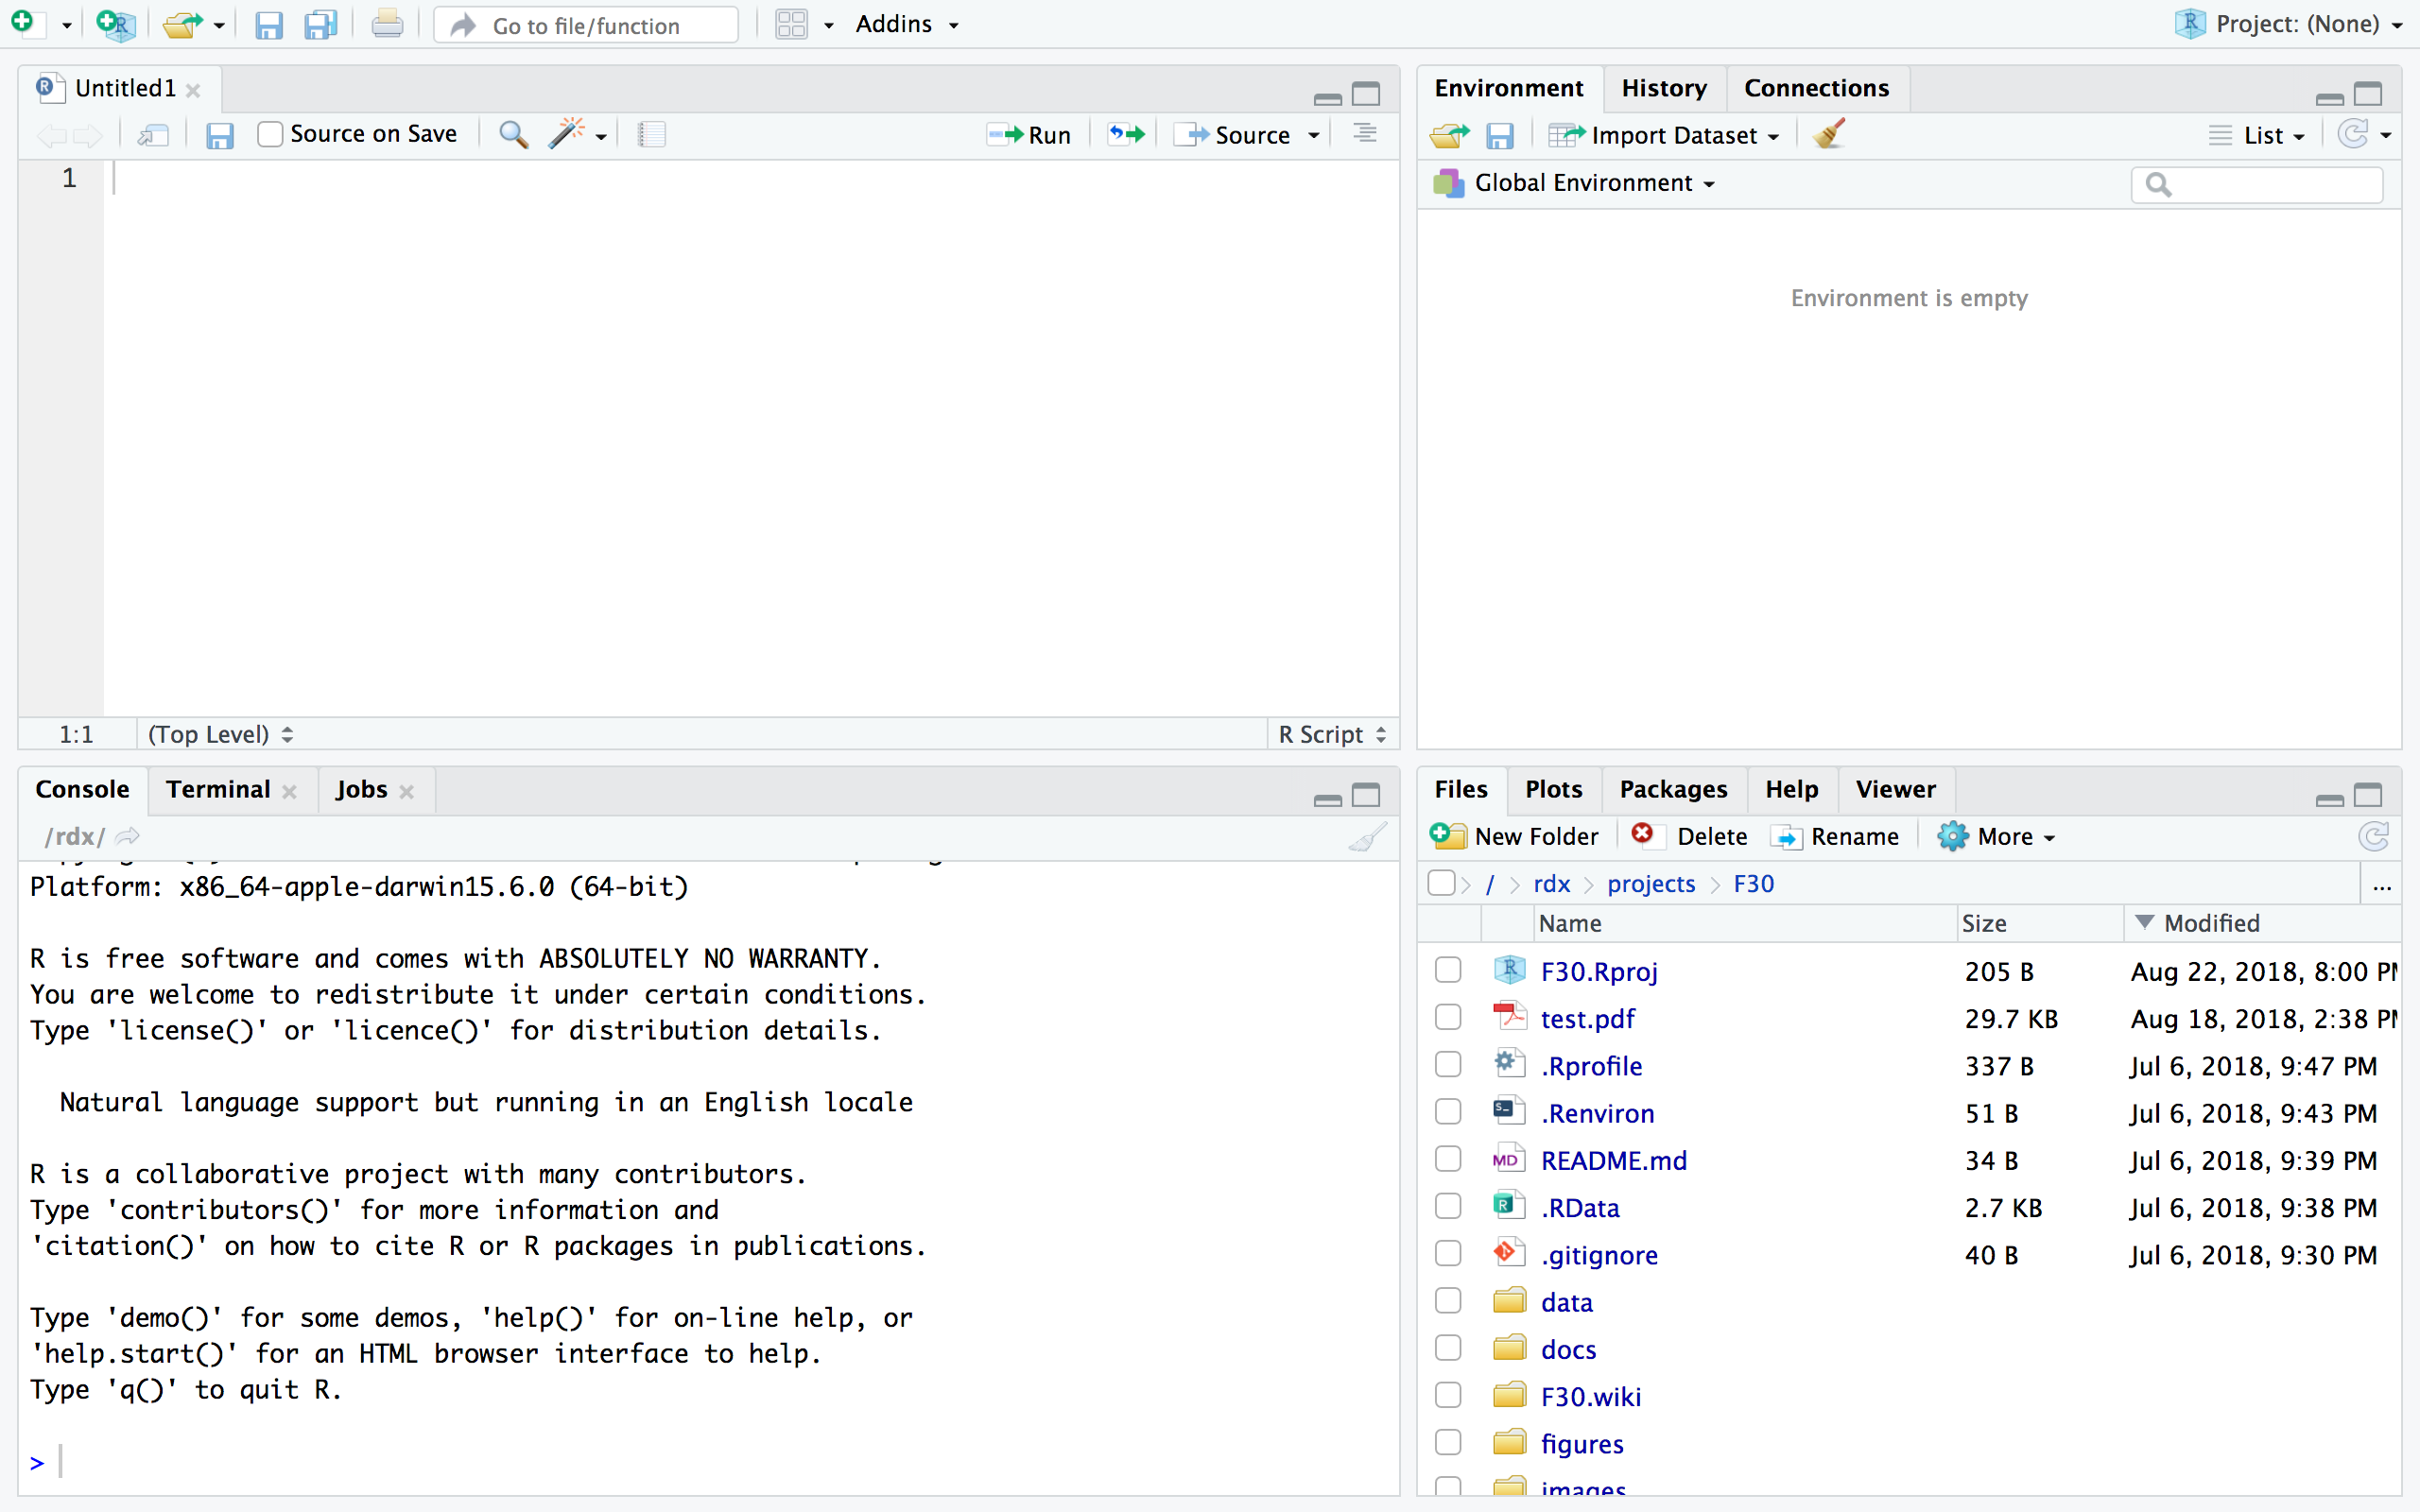 Go to file/function
Addins
Project: (None)
Untitled1
Source on Save
Run
Source
1
1:1
(Top Level)
R Script
Environment
History
Connections
Import Dataset
List
Global Environment
Environment is empty
Console
Terminal
Jobs
/rdx/
Platform: x86_64-apple-darwin15.6.0 (64-bit)
R is free software and comes with ABSOLUTELY NO WARRANTY.
You are welcome to redistribute it under certain conditions.
Type 'license()' or 'licence()' for distribution details.
Natural language support but running in an English locale
R is a collaborative project with many contributors.
Type 'contributors()' for more information and
'citation()' on how to cite R or R packages in publications.
Type 'demo()' for some demos, 'help()' for on-line help, or
'help.start()' for an HTML browser interface to help.
Type 'q()' to quit R.
>
Files
Plots
Packages
Help
Viewer
New Folder
Delete
Rename
More
/ rdx projects F30
...
Name Size Modified
F30.Rproj 205 B Aug 22, 2018, 8:00 PM
test.pdf 29.7 KB Aug 18, 2018, 2:38 PM
.Rprofile 337 B Jul 6, 2018, 9:47 PM
.Renviron 51 B Jul 6, 2018, 9:43 PM
README.md 34 B Jul 6, 2018, 9:39 PM
.RData 2.7 KB Jul 6, 2018, 9:38 PM
.gitignore 40 B Jul 6, 2018, 9:30 PM
data
docs
F30.wiki
figures
images